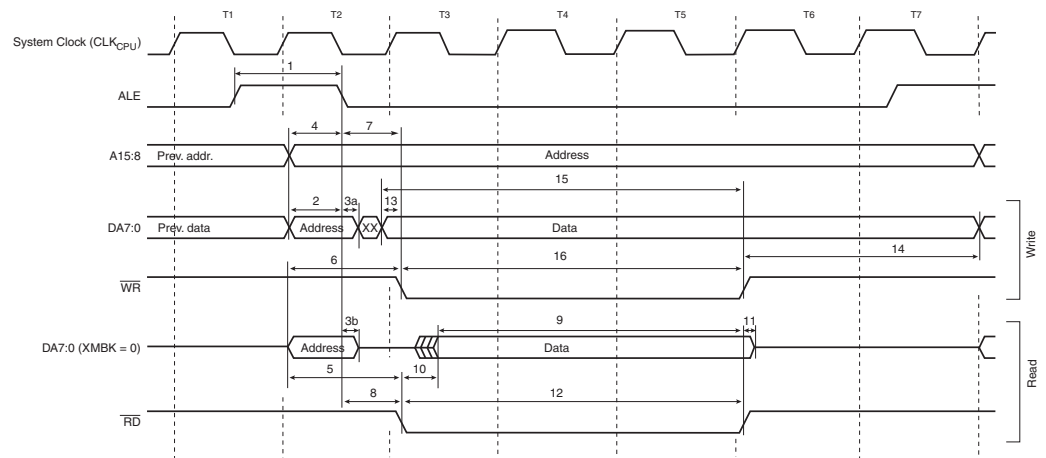 T1 T2 T3 T4 T5 T6 T7
System Clock (CLKCPU)
1
ALE
4 7
A15:8 Prev. addr. Address
15
2 3a 13
DA7:0 Prev. data Address XX Data
14
6 16
WR
Write
3b 9 11
DA7:0 (XMBK = 0) Address Data
5 10
8 12
RD
Read